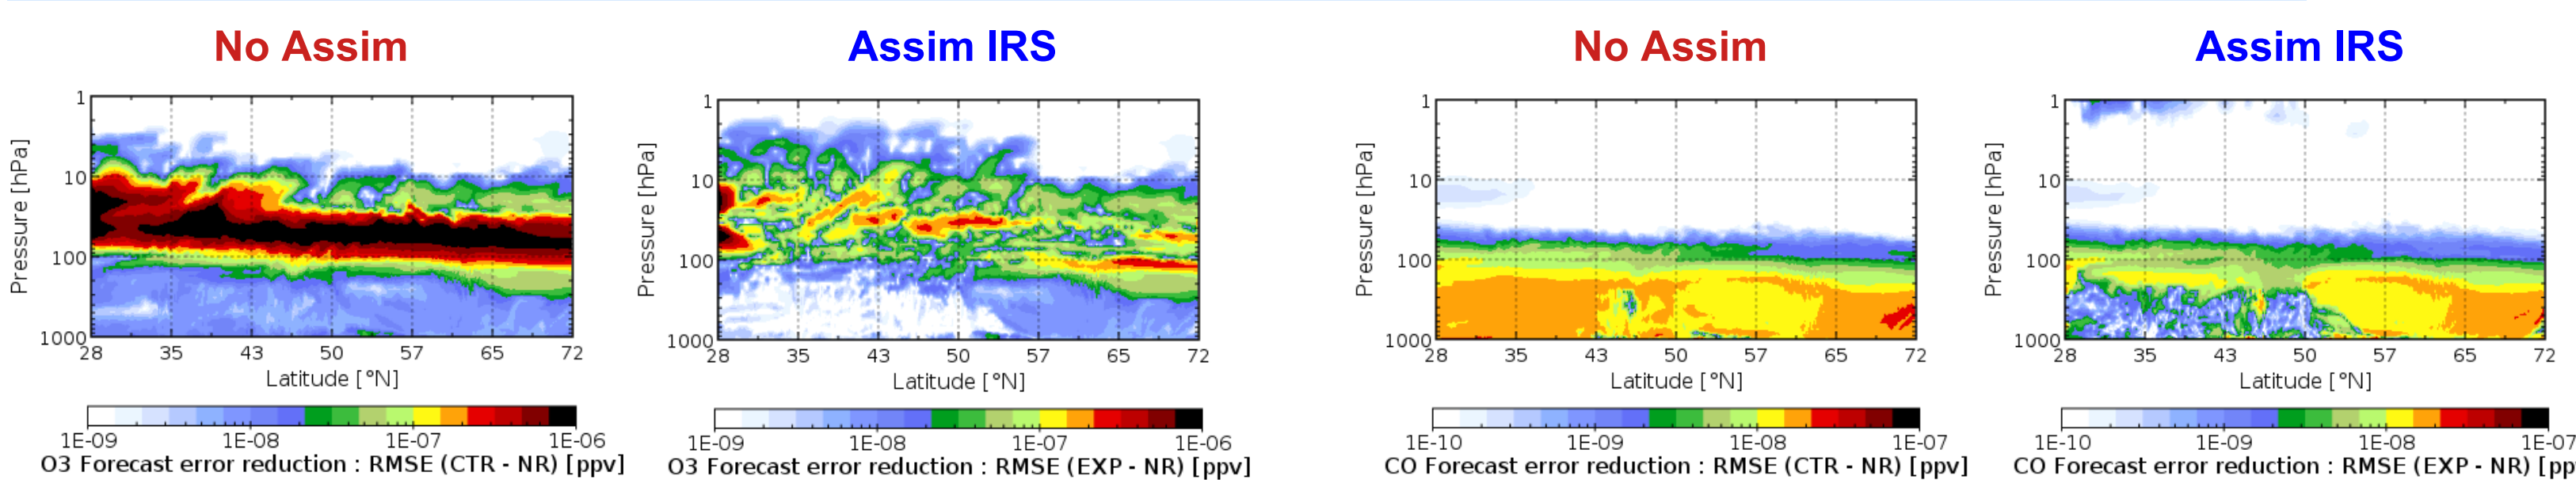 No Assim
Assim IRS
No Assim
Assim IRS
Pressure [hPa]
1
10
100
1000
28 35 43 50 57 65 72
Latitude [°N]
1E-09 1E-08 1E-07 1E-06
O3 Forecast error reduction : RMSE (CTR - NR) [ppv]
Pressure [hPa]
1
10
100
1000
28 35 43 50 57 65 72
Latitude [°N]
1E-09 1E-08 1E-07 1E-06
O3 Forecast error reduction : RMSE (EXP - NR) [ppv]
Pressure [hPa]
1
10
100
1000
28 35 43 50 57 65 72
Latitude [°N]
1E-10 1E-09 1E-08 1E-07
CO Forecast error reduction : RMSE (CTR - NR) [ppv]
Pressure [hPa]
1
10
100
1000
28 35 43 50 57 65 72
Latitude [°N]
1E-10 1E-09 1E-08 1E-07
CO Forecast error reduction : RMSE (EXP - NR) [pp